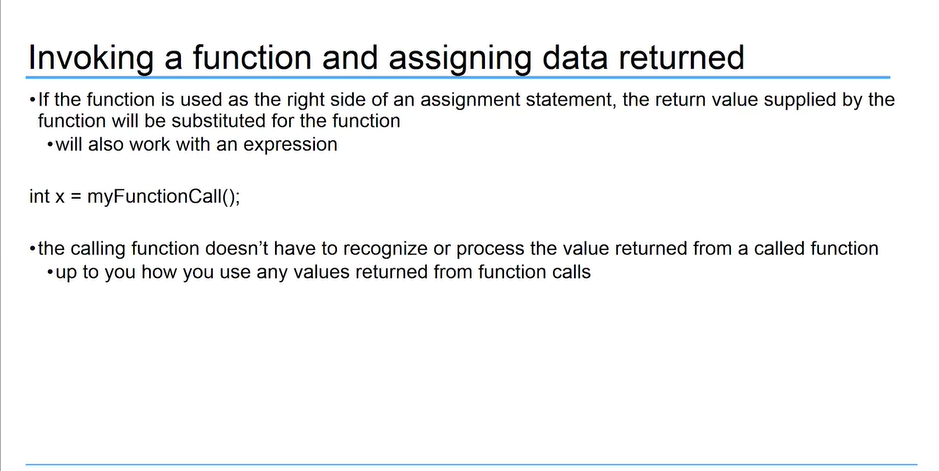 Invoking a function and assigning data returned
•If the function is used as the right side of an assignment statement, the return value supplied by the
function will be substituted for the function
•will also work with an expression
int x = myFunctionCall();
•the calling function doesn’t have to recognize or process the value returned from a called function
•up to you how you use any values returned from function calls